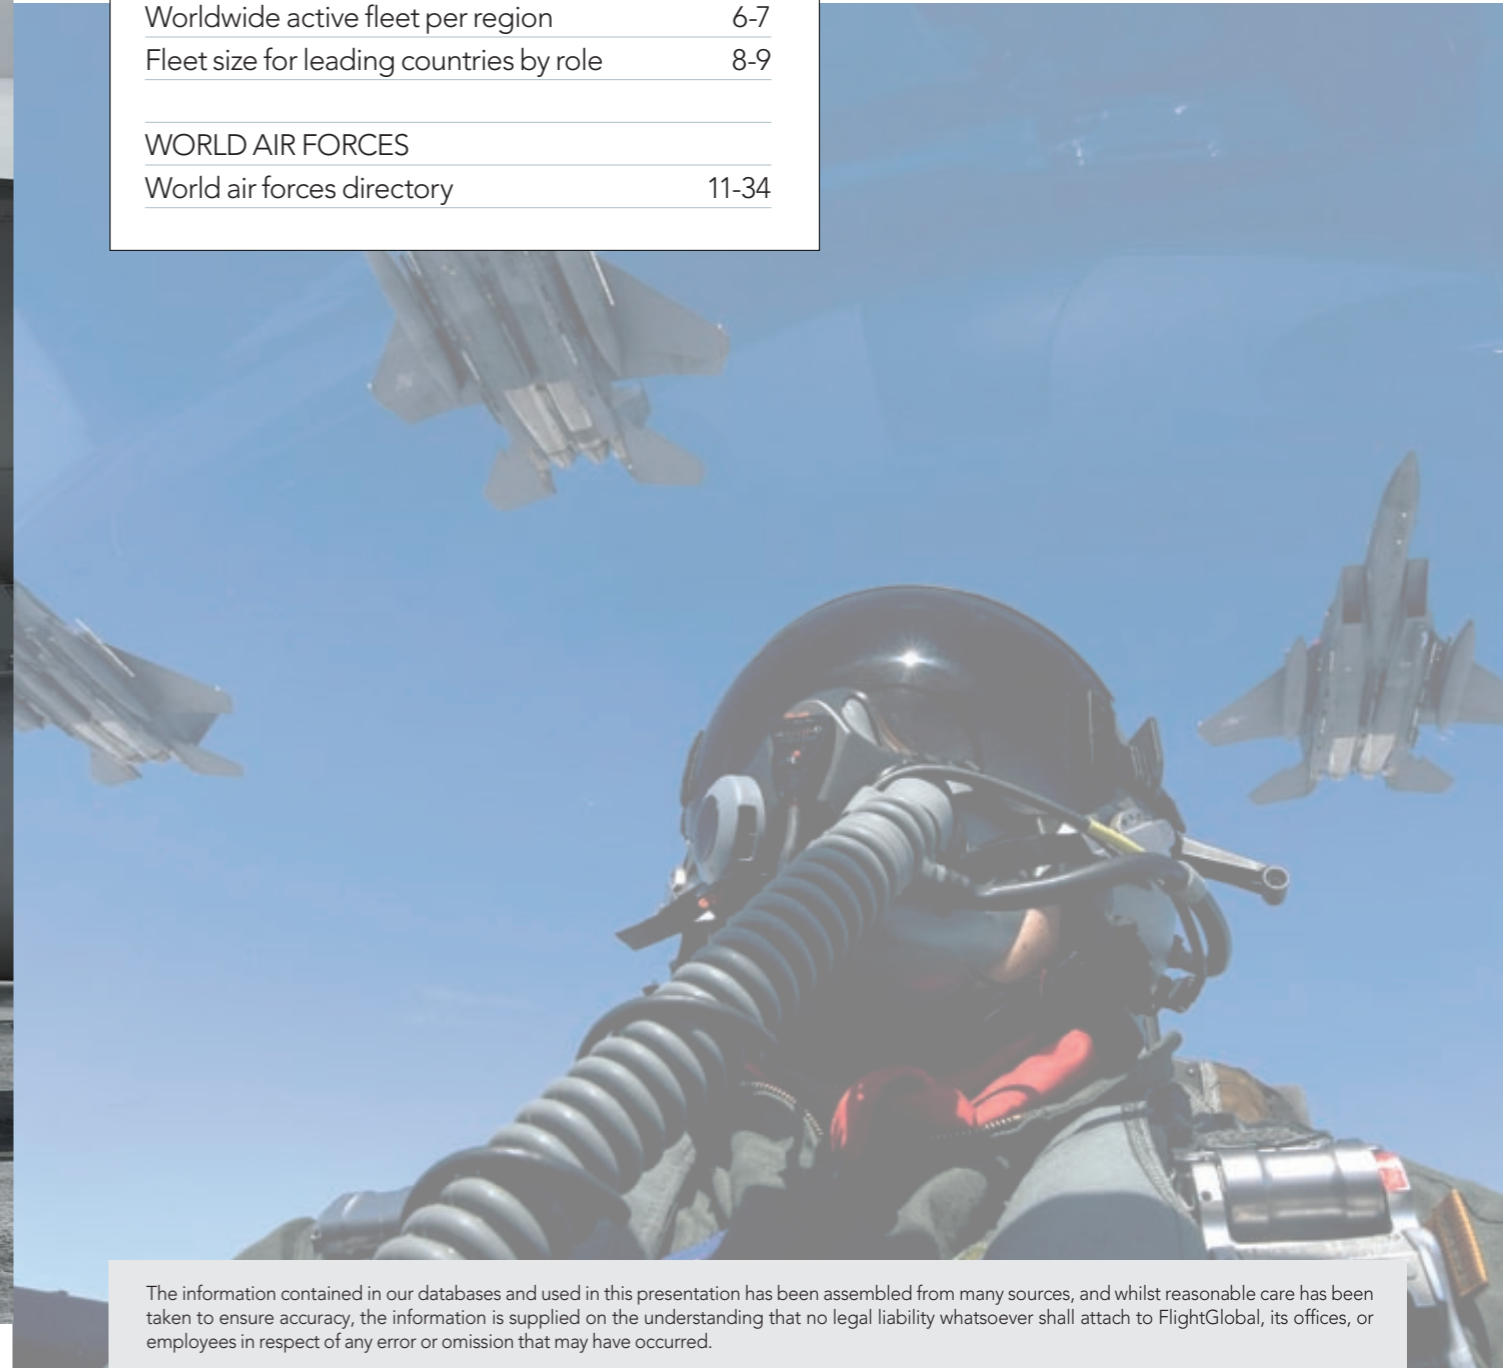 Worldwide active fleet per region 6-7
Fleet size for leading countries by role 8-9
WORLD AIR FORCES
World air forces directory 11-34
The information contained in our databases and used in this presentation has been assembled from many sources, and whilst reasonable care has been
taken to ensure accuracy, the information is supplied on the understanding that no legal liability whatsoever shall attach to FlightGlobal, its offices, or
employees in respect of any error or omission that may have occurred.